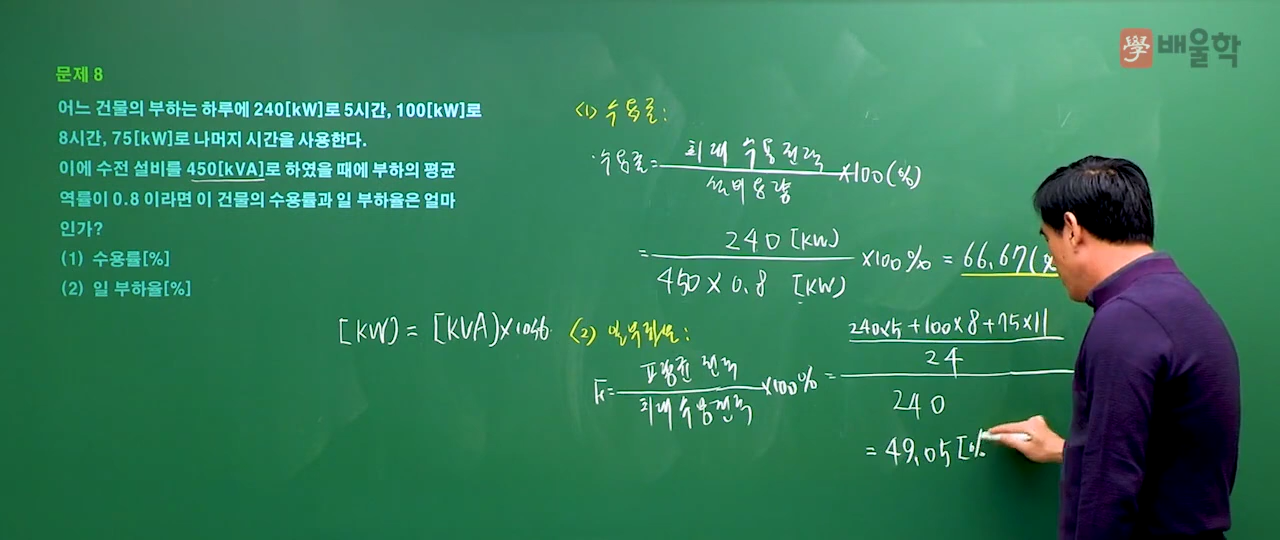 學 배울학
문제 8
어느 건물의 부하는 하루에 240[kW]로 5시간, 100[kW]로
8시간, 75[kW]로 나머지 시간을 사용한다.
이에 수전 설비를 450[kVA]로 하였을 때에 부하의 평균
역률이 0.8 이라면 이 건물의 수용률과 일 부하율은 얼마
인가?
(1) 수용률[%]
(2) 일 부하율[%]
<1> 수용률:
수용률= 최대 수용전력
설비용량
×100(%)
= 240 [KW]
450×0.8 [KW]
×100% = 66.67(%
[KW] = [KVA]×cosθ
<2> 일부하율:
평균 전력
최대수용전력
×100% =
240×5+100×8+75×11
24
240
= 49.05[%